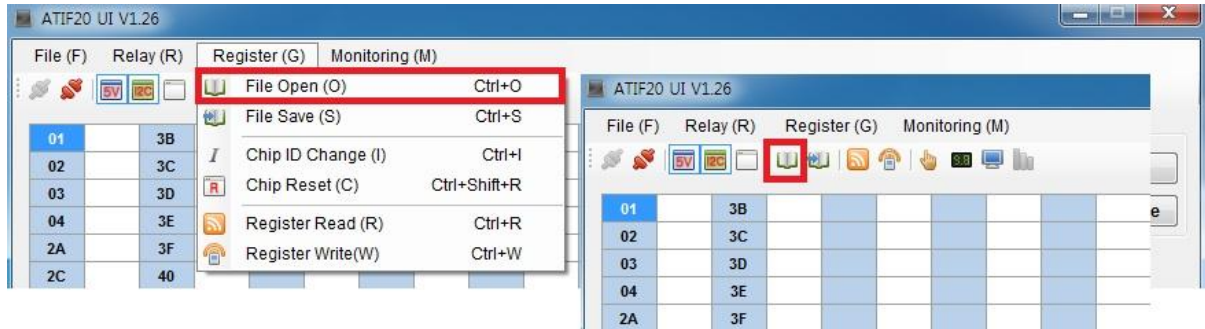 ATIF20 UI V1.26
File (F) Relay (R) Register (G) Monitoring (M)
5V I2C
File Open (O) Ctrl+O
File Save (S) Ctrl+S
I Chip ID Change (I) Ctrl+I
R Chip Reset (C) Ctrl+Shift+R
Register Read (R) Ctrl+R
Register Write(W) Ctrl+W
01 3B
02 3C
03 3D
04 3E
2A 3F
2C 40
ATIF20 UI V1.26
File (F) Relay (R) Register (G) Monitoring (M)
5V I2C S.8
01 3B
02 3C
03 3D
04 3E
2A 3F
e